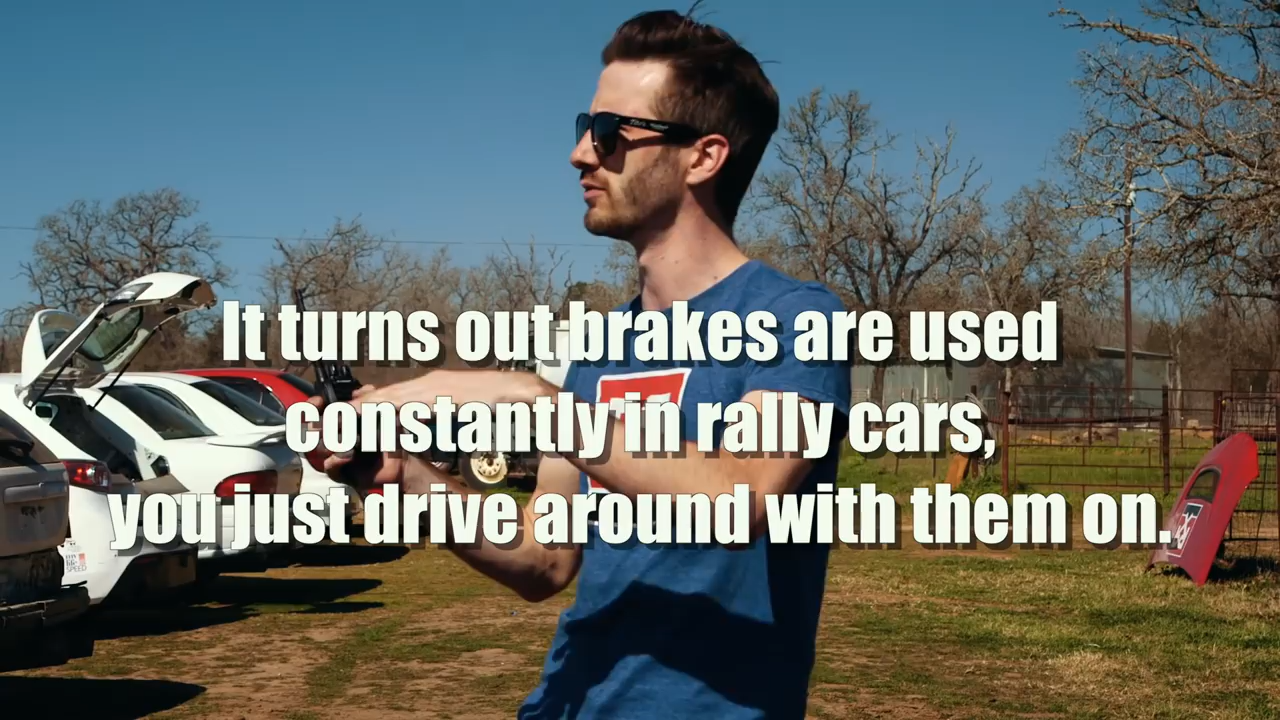 It turns out brakes are used
constantly in rally cars,
you just drive around with them on.